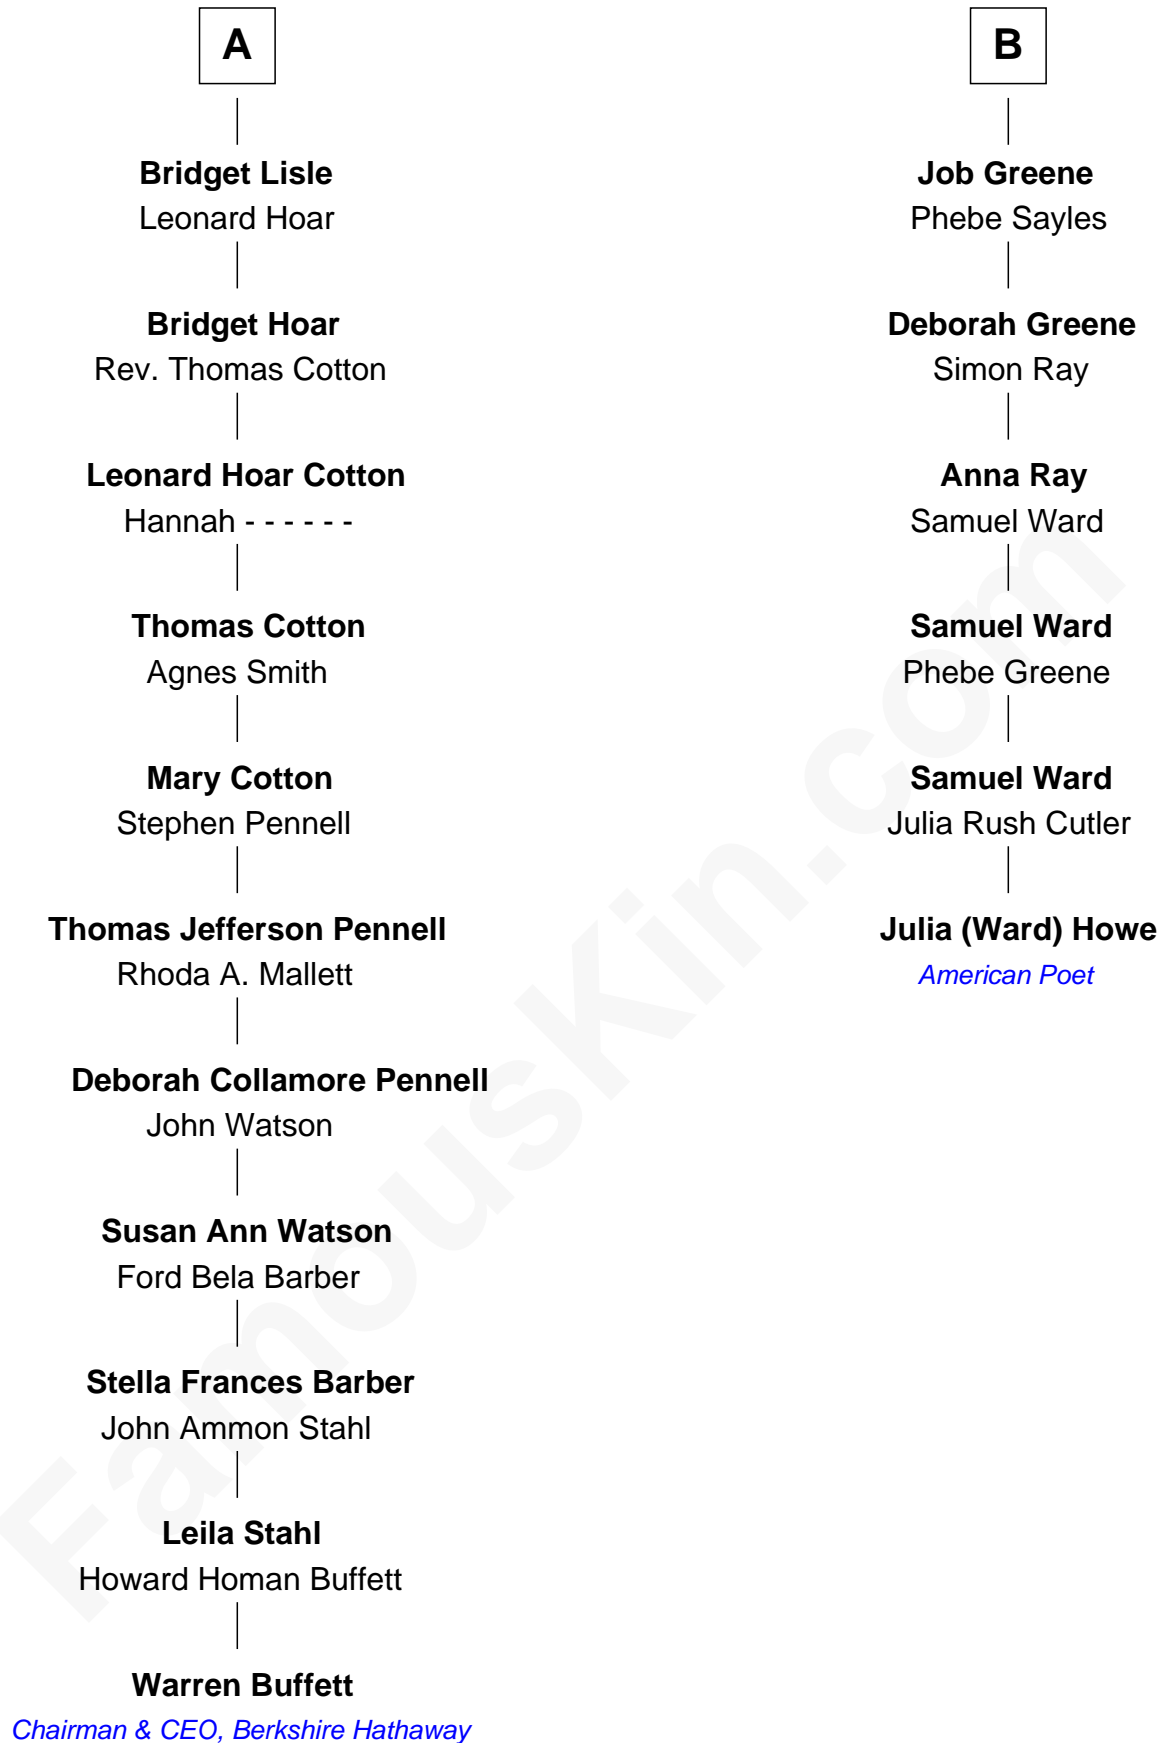 A
Bridget Lisle
Leonard Hoar
Bridget Hoar
Rev. Thomas Cotton
Leonard Hoar Cotton
Hannah - - - - - -
Thomas Cotton
Agnes Smith
Mary Cotton
Stephen Pennell
Thomas Jefferson Pennell
Rhoda A. Mallett
Deborah Collamore Pennell
John Watson
Susan Ann Watson
Ford Bela Barber
Stella Frances Barber
John Ammon Stahl
Leila Stahl
Howard Homan Buffett
Warren Buffett
Chairman & CEO, Berkshire Hathaway
B
Job Greene
Phebe Sayles
Deborah Greene
Simon Ray
Anna Ray
Samuel Ward
Samuel Ward
Phebe Greene
Samuel Ward
Julia Rush Cutler
Julia (Ward) Howe
American Poet
FamousKin.com